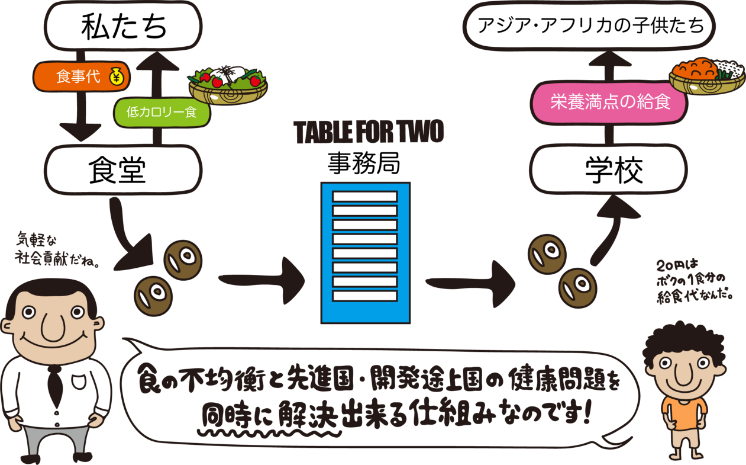 私たち
食事代
¥
低カロリー食
食堂
TABLE FOR TWO
事務局
アジア・アフリカの子供たち
栄養満点の給食
学校
気軽な
社会貢献だね。
20円は
ボクの1食分の
給食代なんだ。
食の不均衡と先進国・開発途上国の健康問題を
同時に解決出来る仕組みなのです!